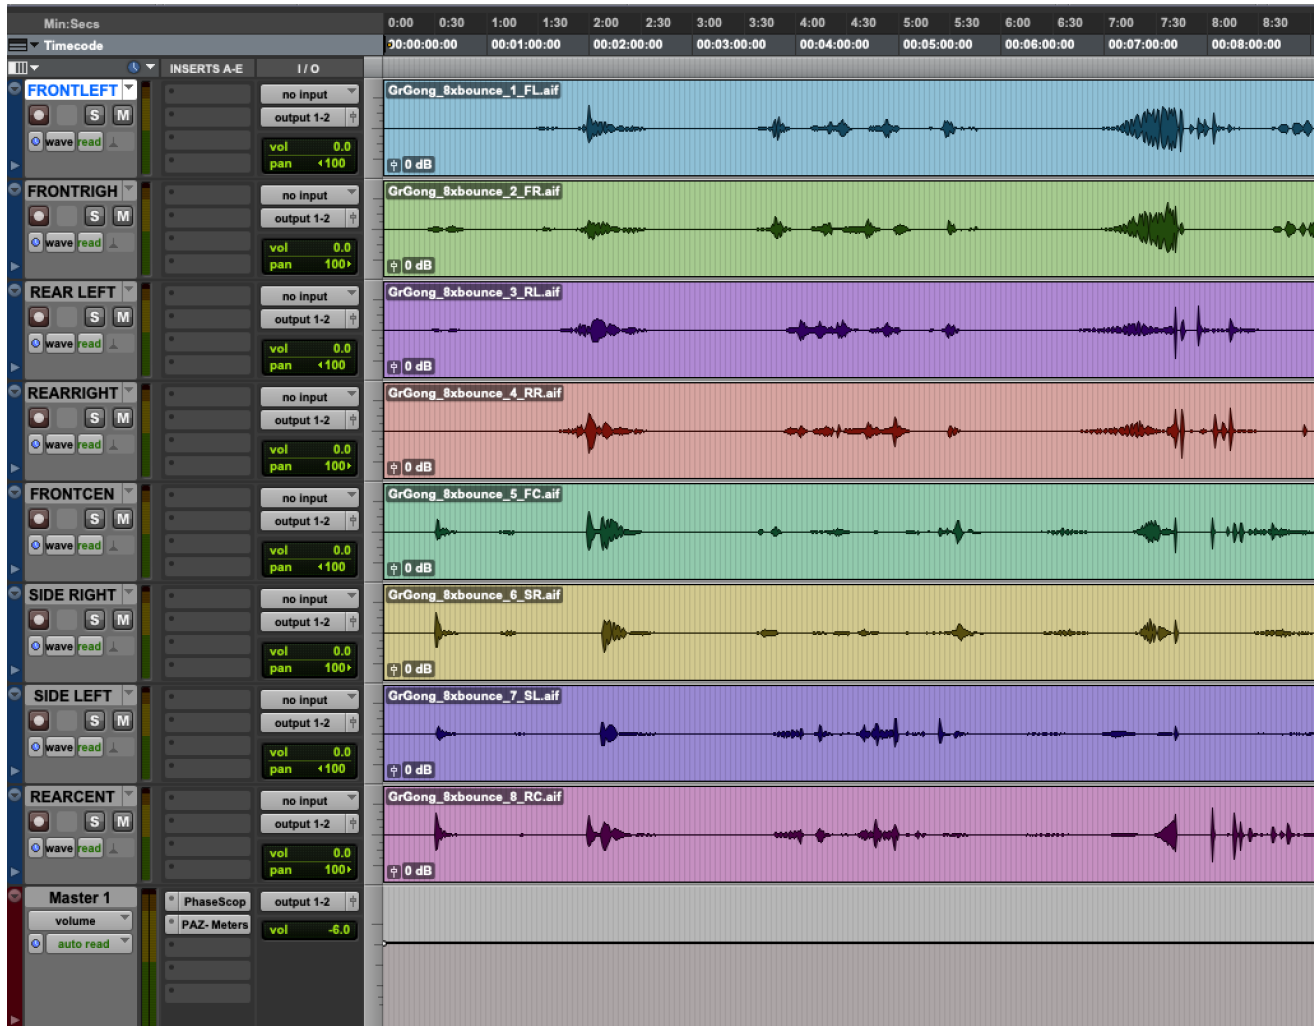 Min:Secs 0:00 0:30 1:00 1:30 2:00 2:30 3:00 3:30 4:00 4:30 5:00 5:30 6:00 6:30 7:00 7:30 8:00 8:30
Timecode 00:00:00:00 00:01:00:00 00:02:00:00 00:03:00:00 00:04:00:00 00:05:00:00 00:06:00:00 00:07:00:00 00:08:00:00
INSERTS A-E I / O
FRONTLEFT no input GrGong_8xbounce_1_FL.aif
S M output 1-2
wave read vol 0.0
pan 100 0 dB
FRONTRIGH no input GrGong_8xbounce_2_FR.aif
S M output 1-2
wave read vol 0.0
pan 100 0 dB
REAR LEFT no input GrGong_8xbounce_3_RL.aif
S M output 1-2
wave read vol 0.0
pan 100 0 dB
REARRIGHT no input GrGong_8xbounce_4_RR.aif
S M output 1-2
wave read vol 0.0
pan 100 0 dB
FRONTCEN no input GrGong_8xbounce_5_FC.aif
S M output 1-2
wave read vol 0.0
pan 100 0 dB
SIDE RIGHT no input GrGong_8xbounce_6_SR.aif
S M output 1-2
wave read vol 0.0
pan 100 0 dB
SIDE LEFT no input GrGong_8xbounce_7_SL.aif
S M output 1-2
wave read vol 0.0
pan 100 0 dB
REARCENT no input GrGong_8xbounce_8_RC.aif
S M output 1-2
wave read vol 0.0
pan 100 0 dB
Master 1 PhaseScop output 1-2
volume PAZ- Meters vol -6.0
auto read